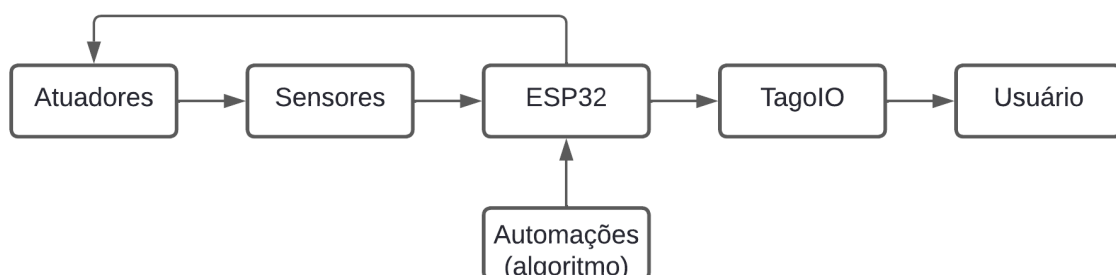 Atuadores
Sensores
ESP32
TagoIO
Usuário
Automações
(algoritmo)